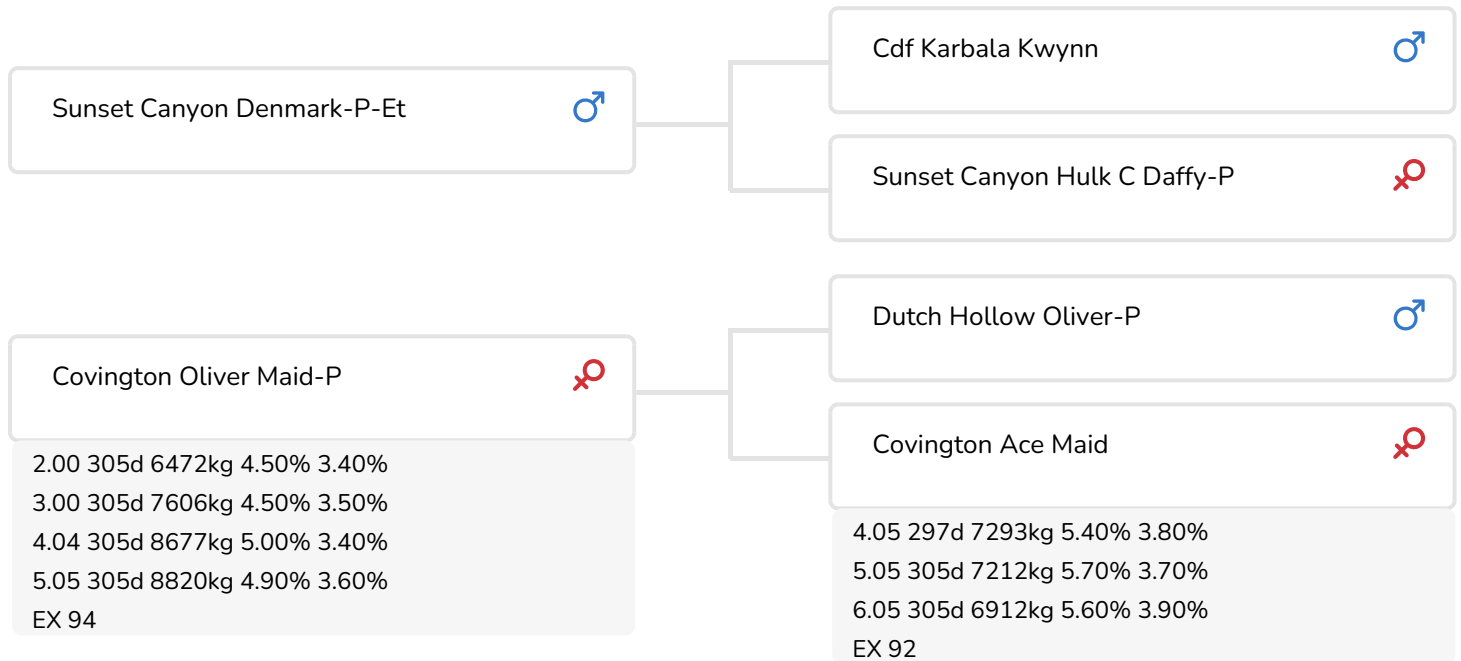 Sunset Canyon Denmark-P-Et
Cdf Karbala Kwynn
Sunset Canyon Hulk C Daffy-P
Covington Oliver Maid-P
2.00 305d 6472kg 4.50% 3.40%
3.00 305d 7606kg 4.50% 3.50%
4.04 305d 8677kg 5.00% 3.40%
5.05 305d 8820kg 4.90% 3.60%
EX 94
Dutch Hollow Oliver-P
Covington Ace Maid
4.05 297d 7293kg 5.40% 3.80%
5.05 305d 7212kg 5.70% 3.70%
6.05 305d 6912kg 5.60% 3.90%
EX 92